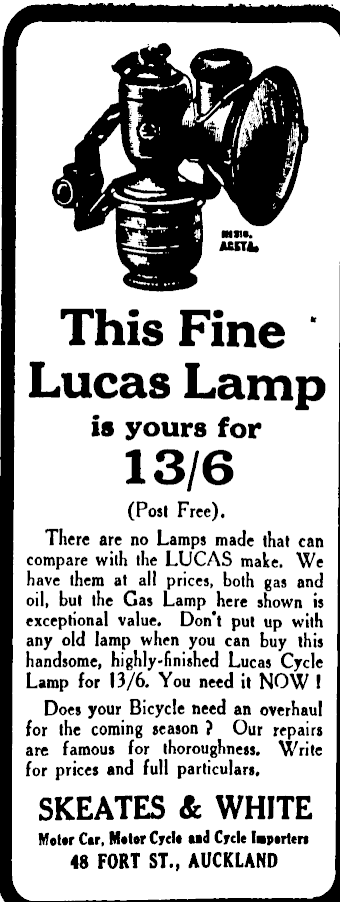 ACETA.
This Fine
Lucas Lamp
is yours for
13/6
(Post Free).
There are no Lamps made that can
compare with the LUCAS make. We
have them at all prices, both gas and
oil, but the Gas Lamp here shown is
exceptional value. Don't put up with
any old lamp when you can buy this
handsome, highly-finished Lucas Cycle
Lamp for 13/6. You need it NOW !
Does your Bicycle need an overhaul
for the coming season ? Our repairs
are famous for thoroughness. Write
for prices and full particulars.
SKEATES & WHITE
Motor Car, Motor Cycle and Cycle Importers
48 FORT ST., AUCKLAND